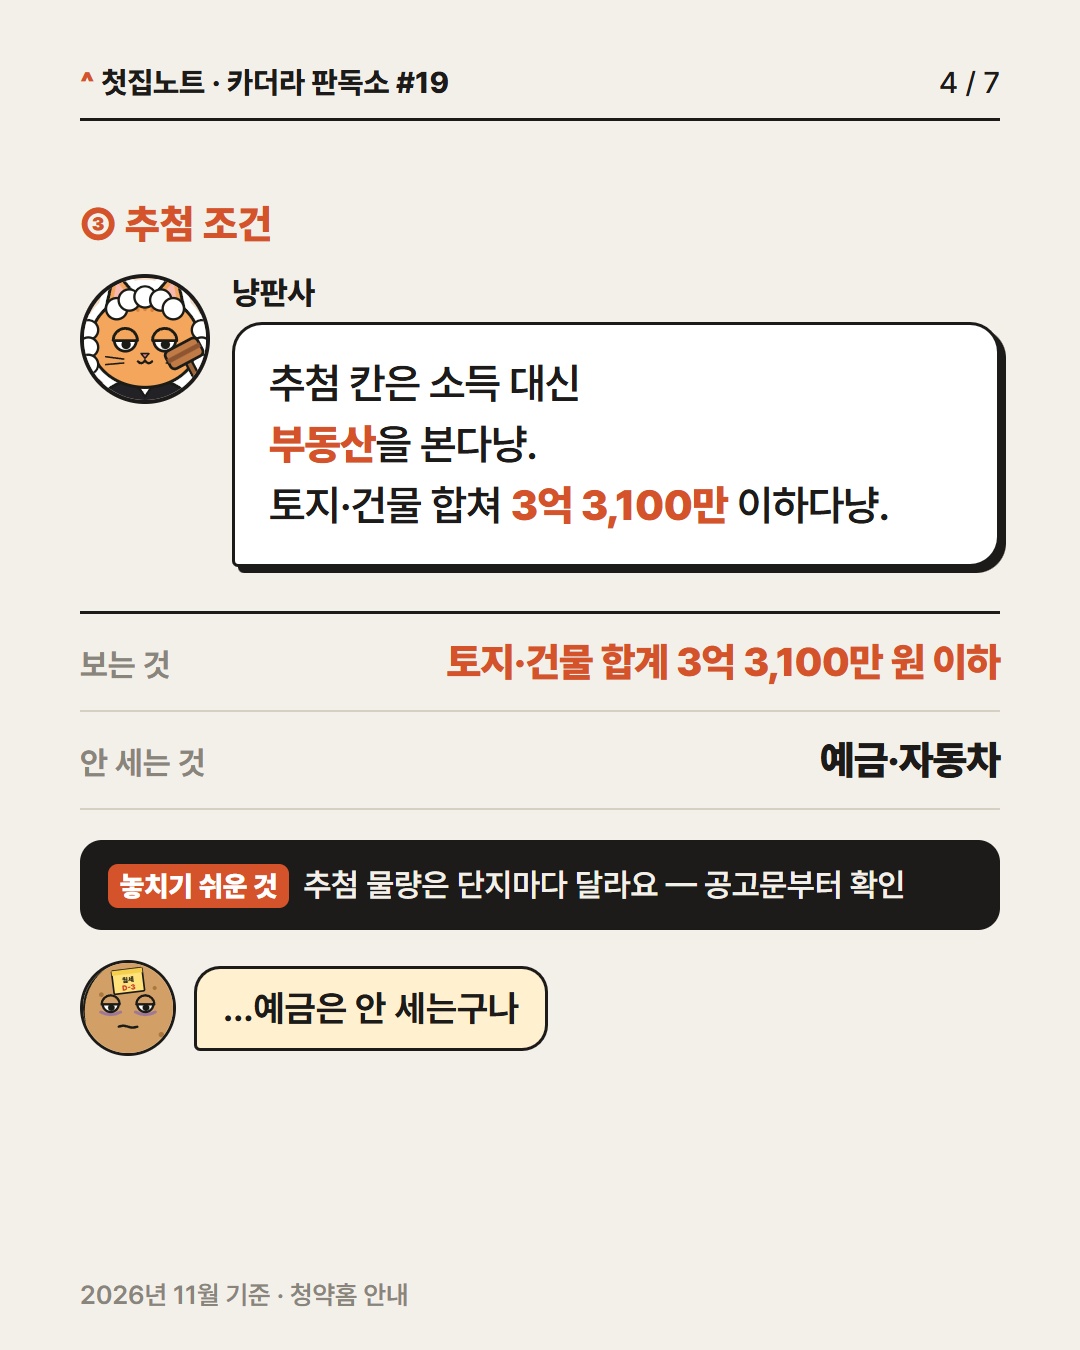 ^ 첫집노트 · 카더라 판독소 #19
4 / 7
③ 추첨 조건
냥판사
추첨 칸은 소득 대신
부동산을 본다냥.
토지·건물 합쳐 3억 3,100만 이하다냥.
보는 것
토지·건물 합계 3억 3,100만 원 이하
안 세는 것
예금·자동차
놓치기 쉬운 것 추첨 물량은 단지마다 달라요 — 공고문부터 확인
월세
D-3
...예금은 안 세는구나
2026년 11월 기준 · 청약홈 안내